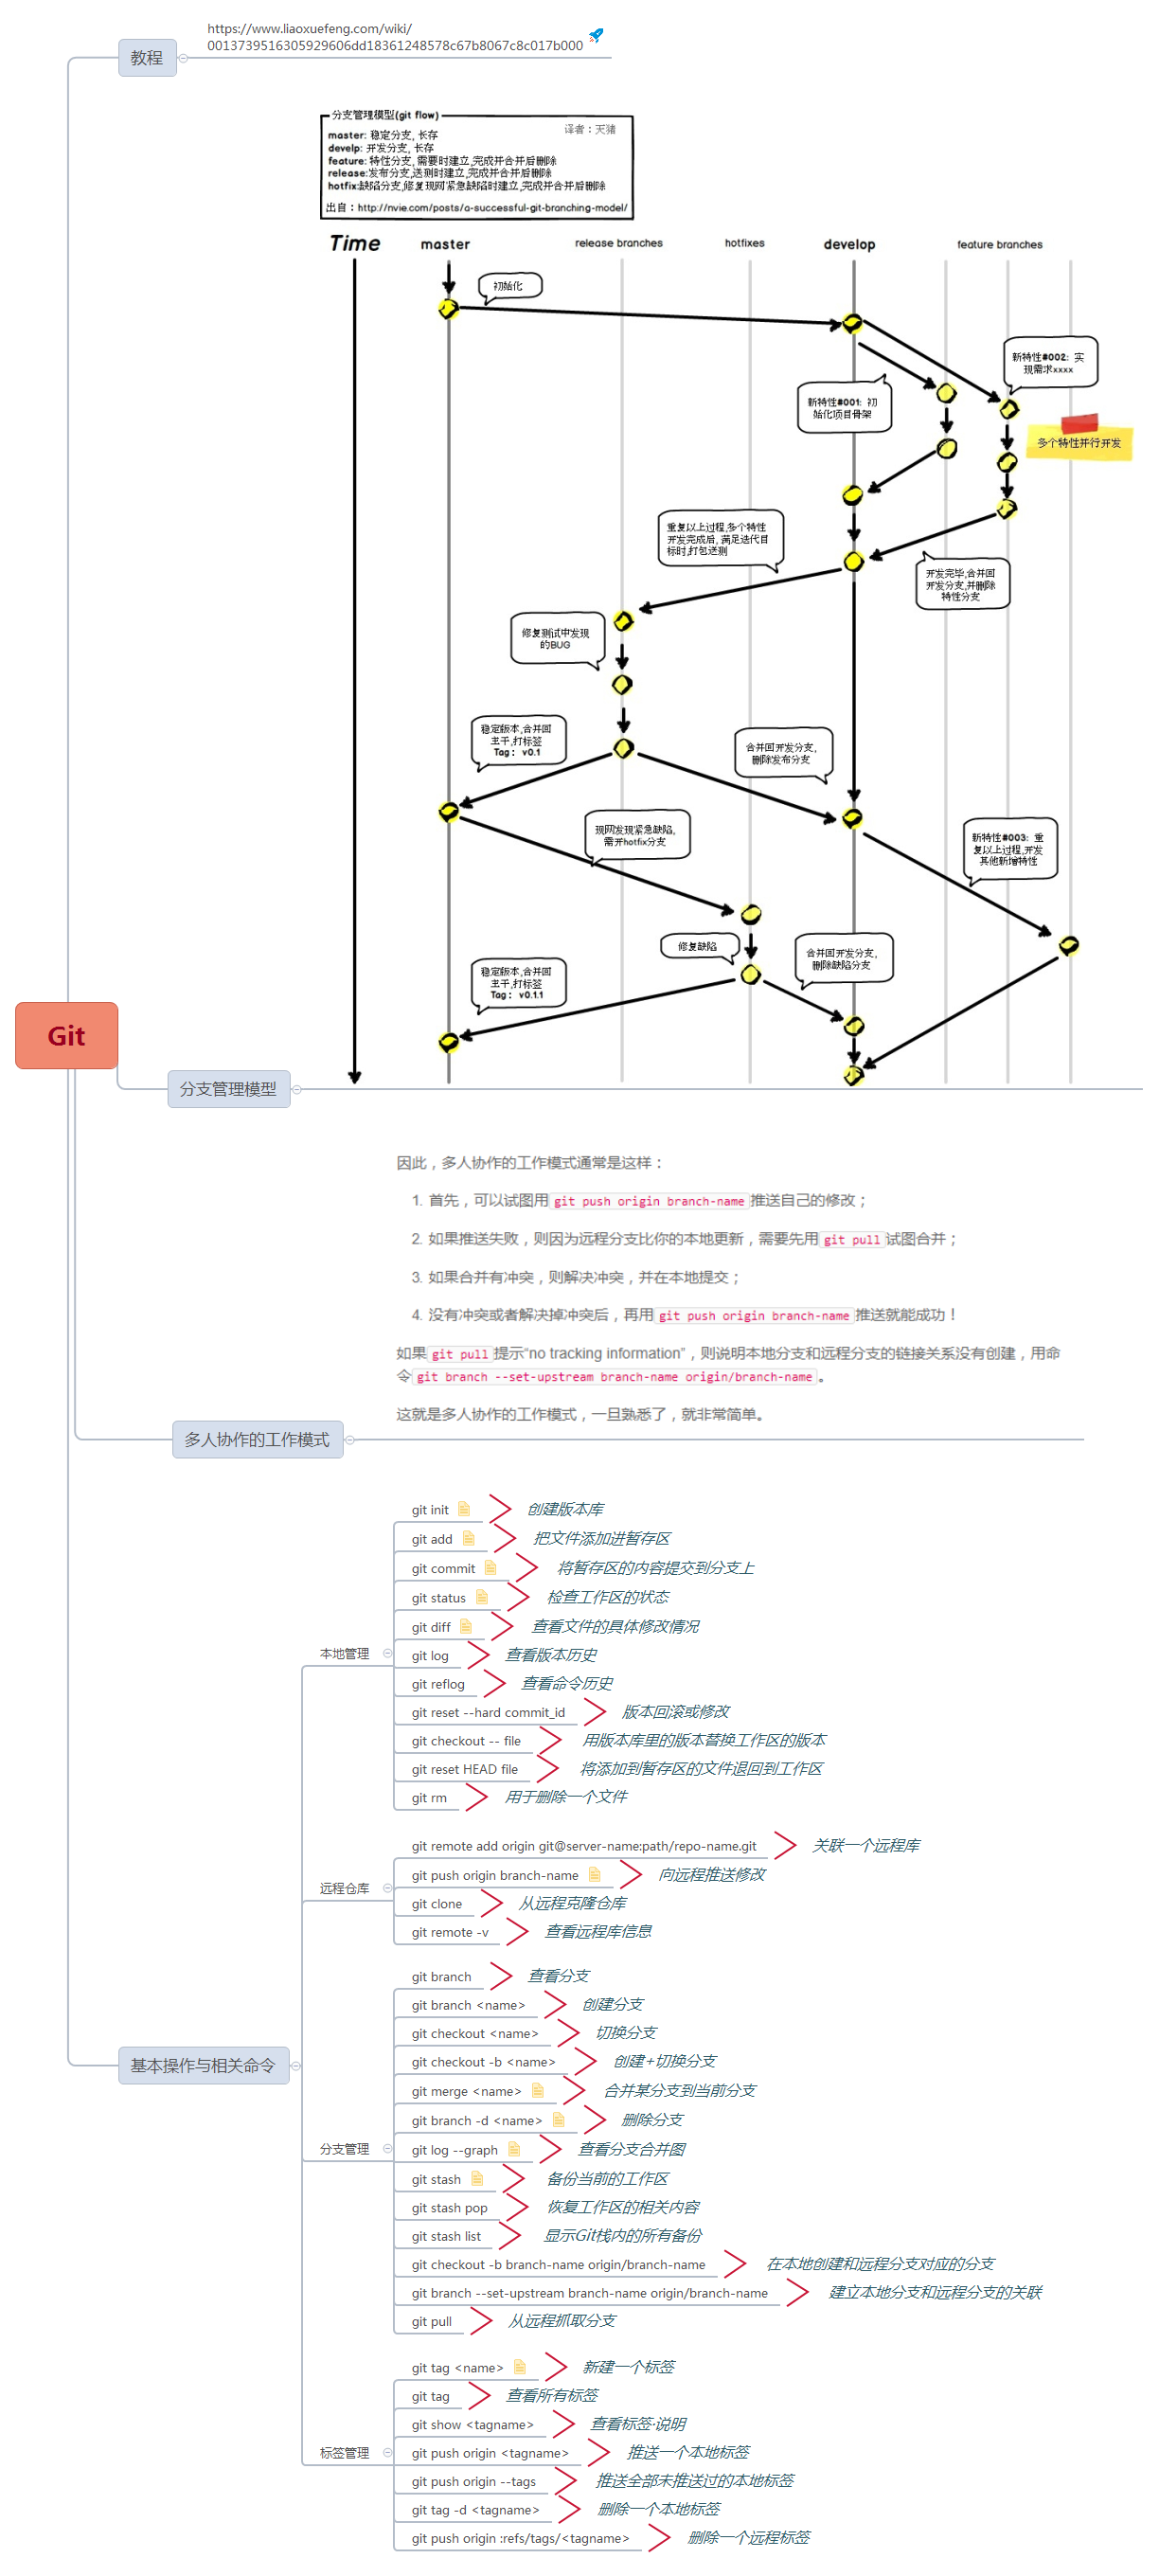 https://www.liaoxuefeng.com/wiki/
0013739516305929606dd18361248578c67b8067c8c017b000
教程
分支管理模型(git flow)
译者：天猪
master: 稳定分支, 长存
develp: 开发分支, 长存
feature: 特性分支, 需要时建立,完成并合并后删除
release:发布分支,送测时建立,完成并合并后删除
hotfix:缺陷分支,修复现网紧急缺陷时建立,完成并合并后删除
出自：http://nvie.com/posts/a-successful-git-branching-model/
Time
master
release branches
hotfixes
develop
feature branches
初始化
新特性#002: 实
现需求xxxx
新特性#001: 初
始化项目骨架
多个特性并行开发
重复以上过程,多个特性
开发完成后, 满足迭代目
标时,打包送测
开发完毕,合并回
开发分支,并删除
特性分支
修复测试中发现
的BUG
稳定版本,合并回
主干,打标签
Tag: v0.1
合并回开发分支,
删除发布分支
现网发现紧急缺陷,
需开hotfix分支
新特性#003: 重
复以上过程,开发
其他新增特性
修复缺陷
合并回开发分支,
删除缺陷分支
稳定版本,合并回
主干,打标签
Tag: v0.1.1
Git
分支管理模型
因此，多人协作的工作模式通常是这样：
1. 首先，可以试图用git push origin branch-name推送自己的修改；
2. 如果推送失败，则因为远程分支比你的本地更新，需要先用git pull试图合并；
3. 如果合并有冲突，则解决冲突，并在本地提交；
4. 没有冲突或者解决掉冲突后，再用git push origin branch-name推送就能成功！
如果git pull提示“no tracking information”，则说明本地分支和远程分支的链接关系没有创建，用命
令git branch --set-upstream branch-name origin/branch-name。
这就是多人协作的工作模式，一旦熟悉了，就非常简单。
多人协作的工作模式
git init 创建版本库
git add 把文件添加进暂存区
git commit 将暂存区的内容提交到分支上
git status 检查工作区的状态
git diff 查看文件的具体修改情况
本地管理
git log 查看版本历史
git reflog 查看命令历史
git reset --hard commit_id 版本回滚或修改
git checkout -- file 用版本库里的版本替换工作区的版本
git reset HEAD file 将添加到暂存区的文件退回到工作区
git rm 用于删除一个文件
git remote add origin git@server-name:path/repo-name.git 关联一个远程库
git push origin branch-name 向远程推送修改
远程仓库
git clone 从远程克隆仓库
git remote -v 查看远程库信息
git branch 查看分支
git branch <name> 创建分支
git checkout <name> 切换分支
git checkout -b <name> 创建+切换分支
基本操作与相关命令
git merge <name> 合并某分支到当前分支
git branch -d <name> 删除分支
分支管理
git log --graph 查看分支合并图
git stash 备份当前的工作区
git stash pop 恢复工作区的相关内容
git stash list 显示Git栈内的所有备份
git checkout -b branch-name origin/branch-name 在本地创建和远程分支对应的分支
git branch --set-upstream branch-name origin/branch-name 建立本地分支和远程分支的关联
git pull 从远程抓取分支
git tag <name> 新建一个标签
git tag 查看所有标签
git show <tagname> 查看标签·说明
标签管理
git push origin <tagname> 推送一个本地标签
git push origin --tags 推送全部未推送过的本地标签
git tag -d <tagname> 删除一个本地标签
git push origin :refs/tags/<tagname> 删除一个远程标签